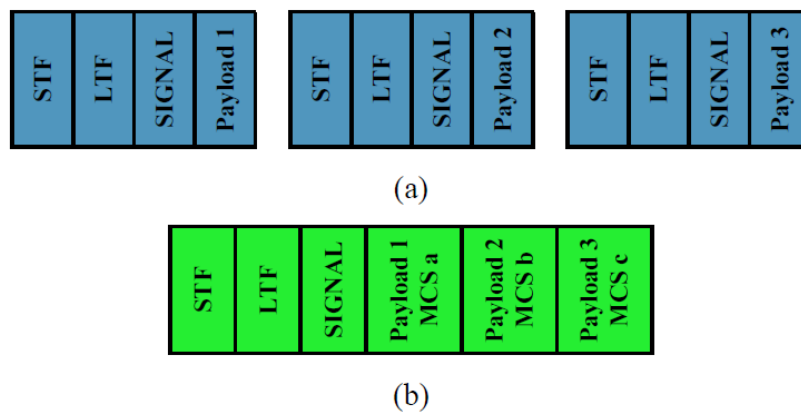 STF
LTF
SIGNAL
Payload 1
STF
LTF
SIGNAL
Payload 2
STF
LTF
SIGNAL
Payload 3
(a)
STF
LTF
SIGNAL
Payload 1
MCS a
Payload 2
MCS b
Payload 3
MCS c
(b)